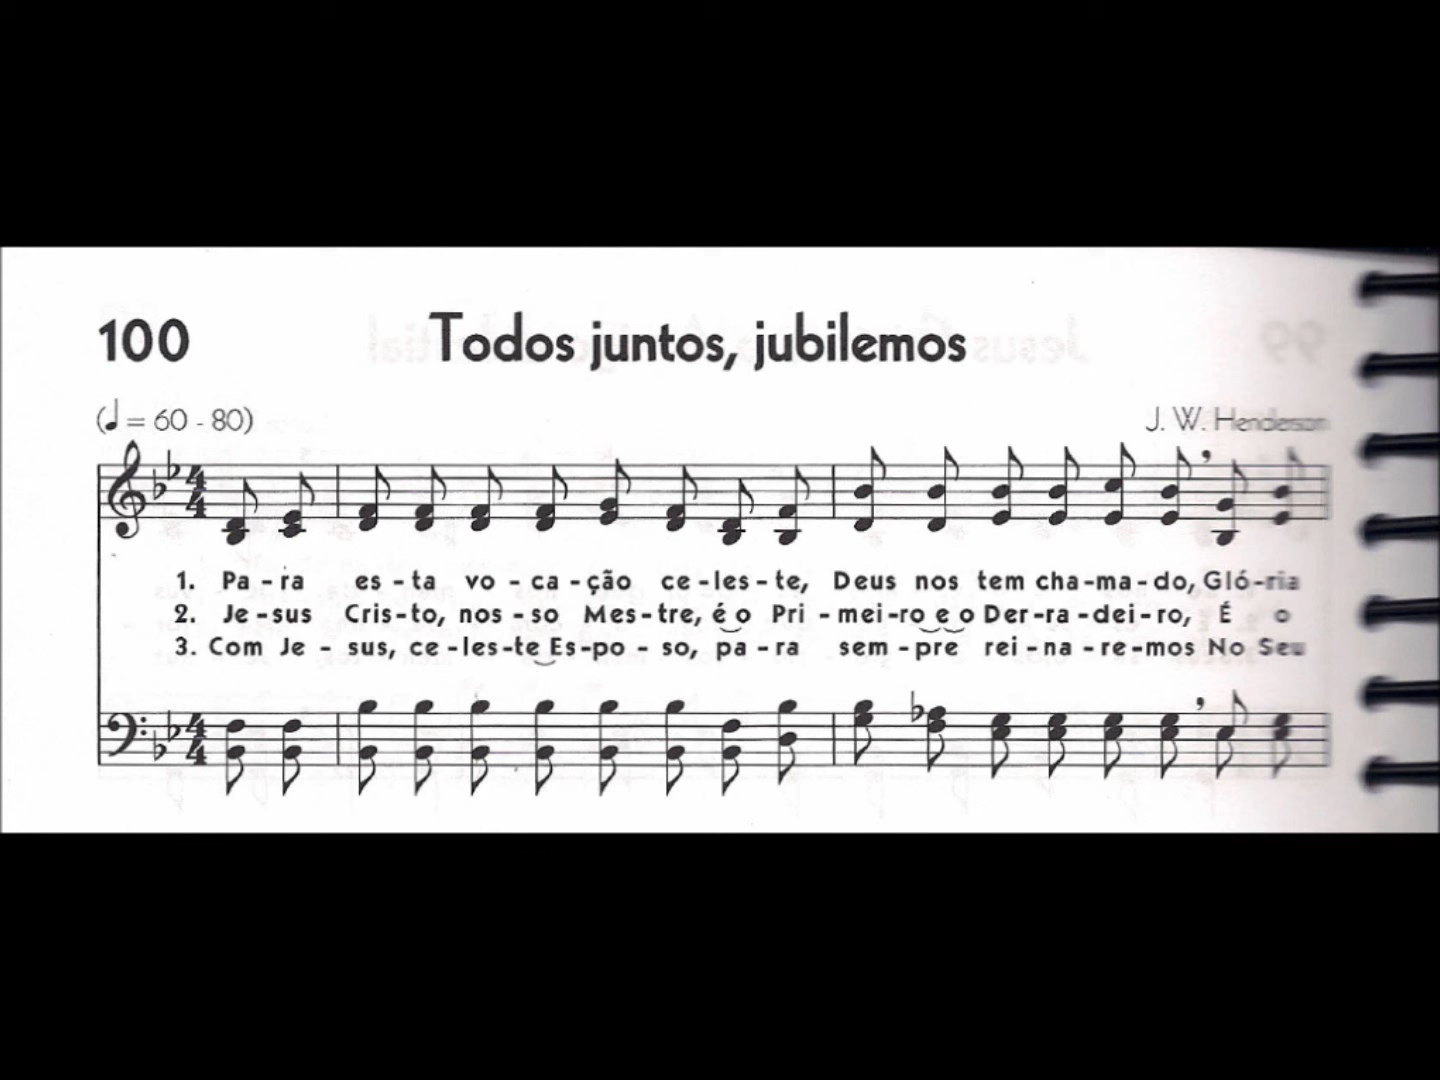 100 Todos juntos, jubilemos
(♩ = 60 - 80) J. W. Henderson
1. Pa - ra es - ta vo - ca - ção ce - les - te, Deus nos tem cha - ma - do, Gló - ria
2. Je - sus Cris - to, nos - so Mes - tre, é o Pri - mei - ro e o Der - ra - dei - ro, É o
3. Com Je - sus, ce - les - te Es - po - so, pa - ra sem - pre rei - na - re - mos No Seu